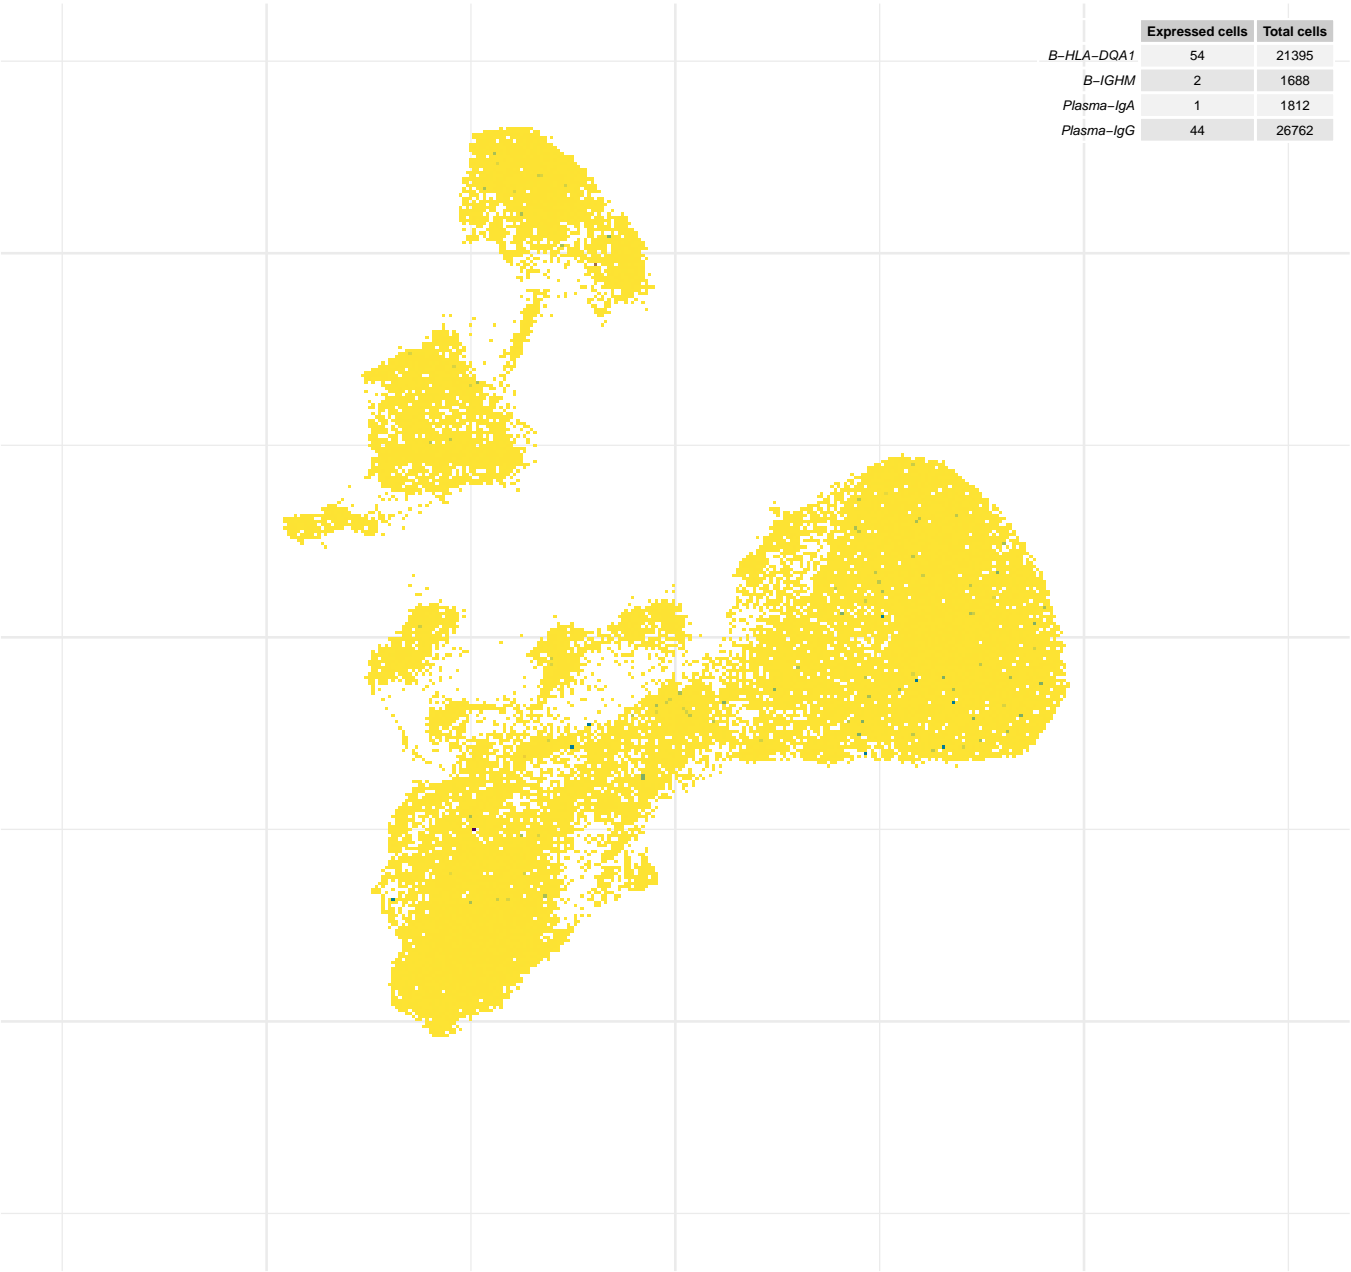 Expressed cells Total cells
B−HLA−DQA1 54 21395
B−IGHM 2 1688
Plasma−IgA 1 1812
Plasma−IgG 44 26762